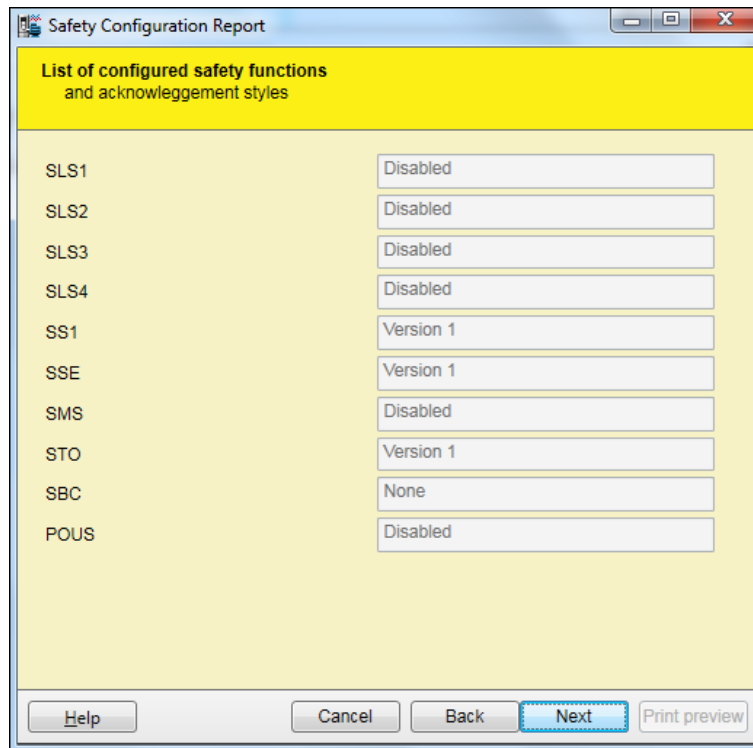 Safety Configuration Report
List of configured safety functions
and acknowleggement styles
SLS1 Disabled
SLS2 Disabled
SLS3 Disabled
SLS4 Disabled
SS1 Version 1
SSE Version 1
SMS Disabled
STO Version 1
SBC None
POUS Disabled
Help Cancel Back Next Print preview